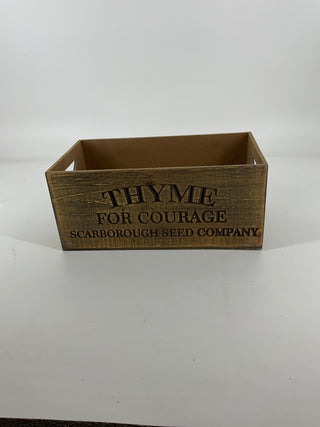 THYME
FOR COURAGE
SCARBOROUGH SEED COMPANY